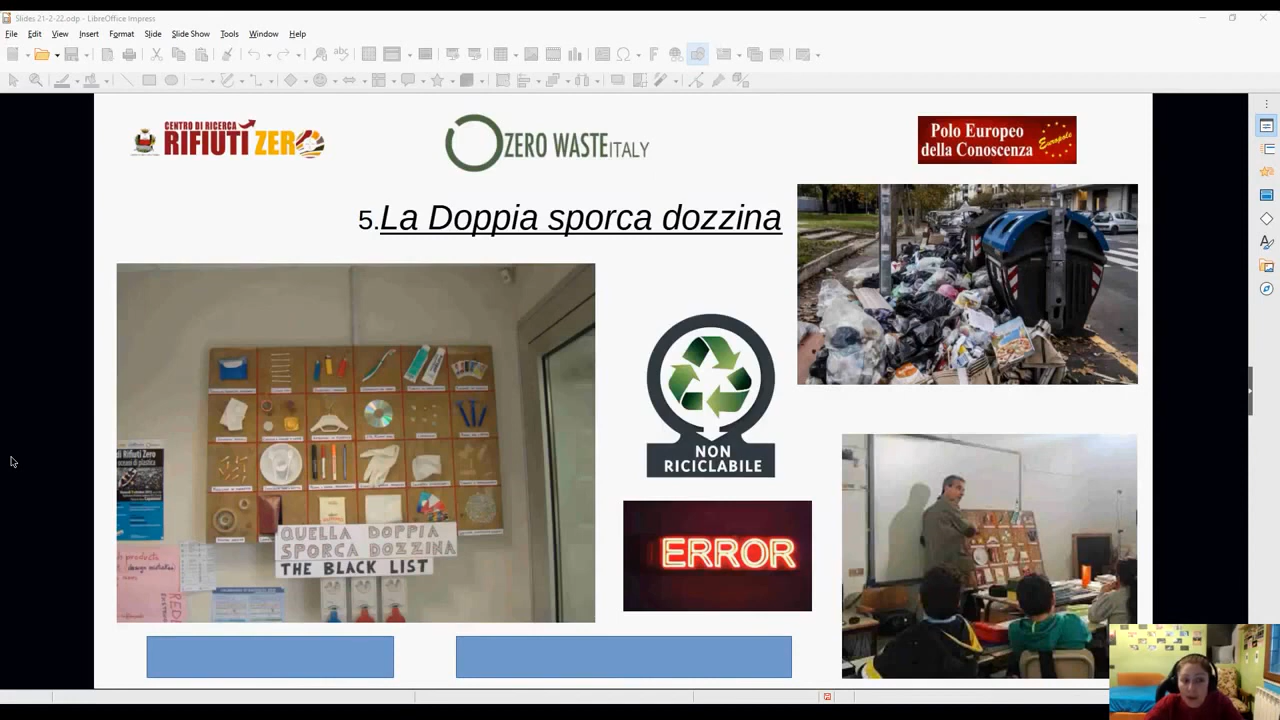 Slides 21-2-22.odp - LibreOffice Impress
File Edit View Insert Format Slide Slide Show Tools Window Help
CENTRO DI RICERCA
RIFIUTI ZERO
ZERO WASTE ITALY
Polo Europeo
della Conoscenza
Europole
5.La Doppia sporca dozzina
NON
RICICLABILE
di Rifiuti Zero
QUELLA DOPPIA
SPORCA DOZZINA
THE BLACK LIST
ERROR